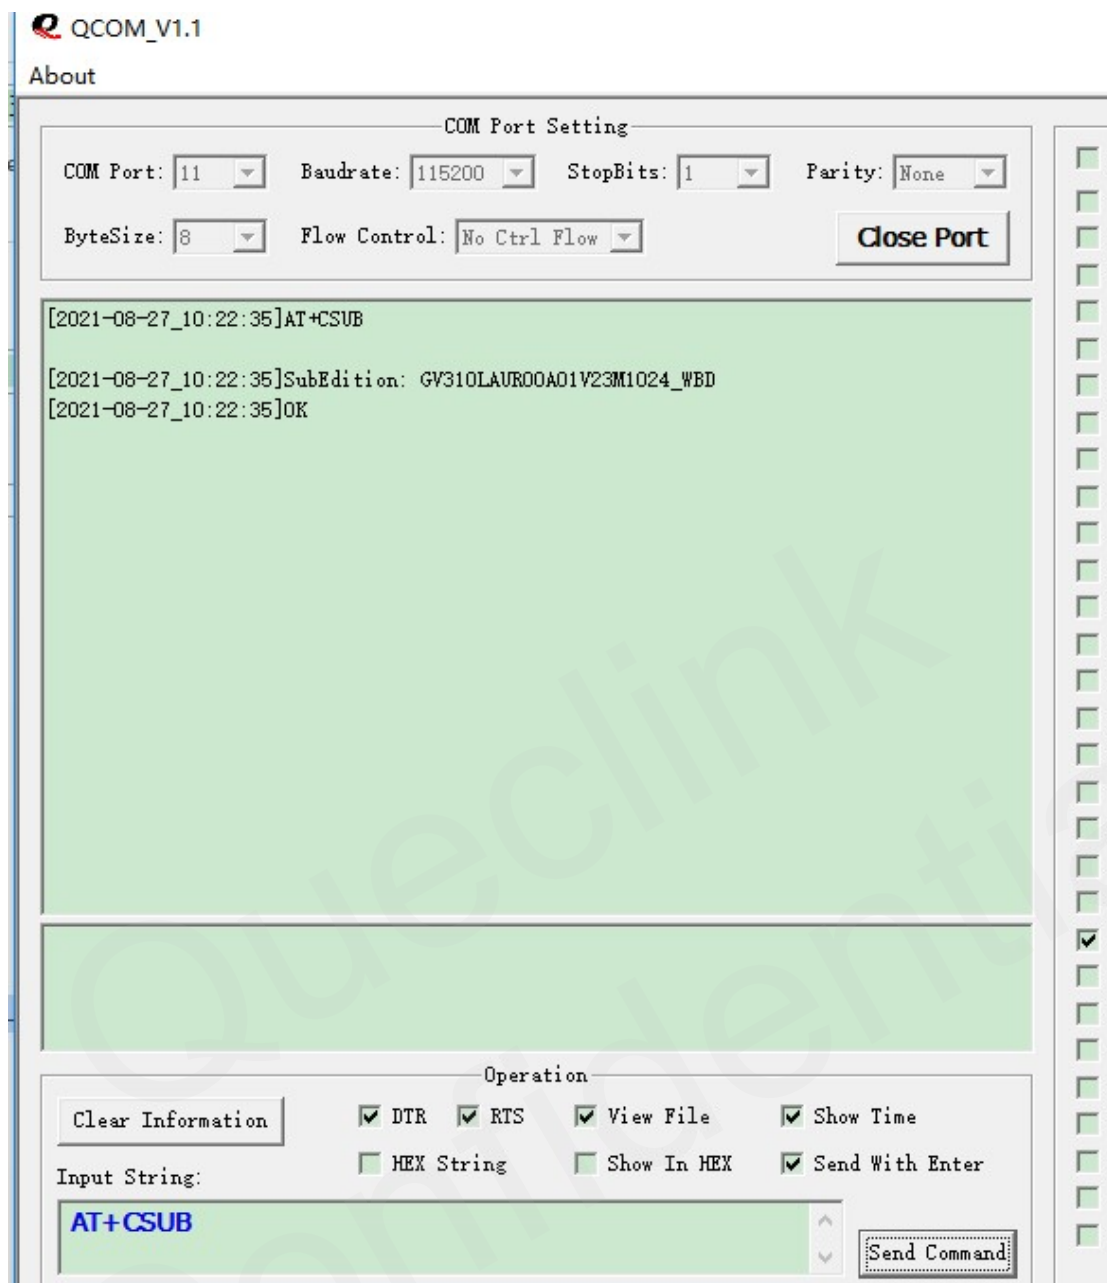 QCOM_V1.1
About
COM Port Setting
COM Port: 11 Baudrate: 115200 StopBits: 1 Parity: None
ByteSize: 8 Flow Control: No Ctrl Flow Close Port
[2021-08-27_10:22:35]AT+CSUB
[2021-08-27_10:22:35]SubEdition: GV310LAUR00A01V23M1024_WBD
[2021-08-27_10:22:35]OK
Queclink
Confidentia
Operation
Clear Information DTR RTS View File Show Time
HEX String Show In HEX Send With Enter
Input String:
AT+CSUB
Send Command